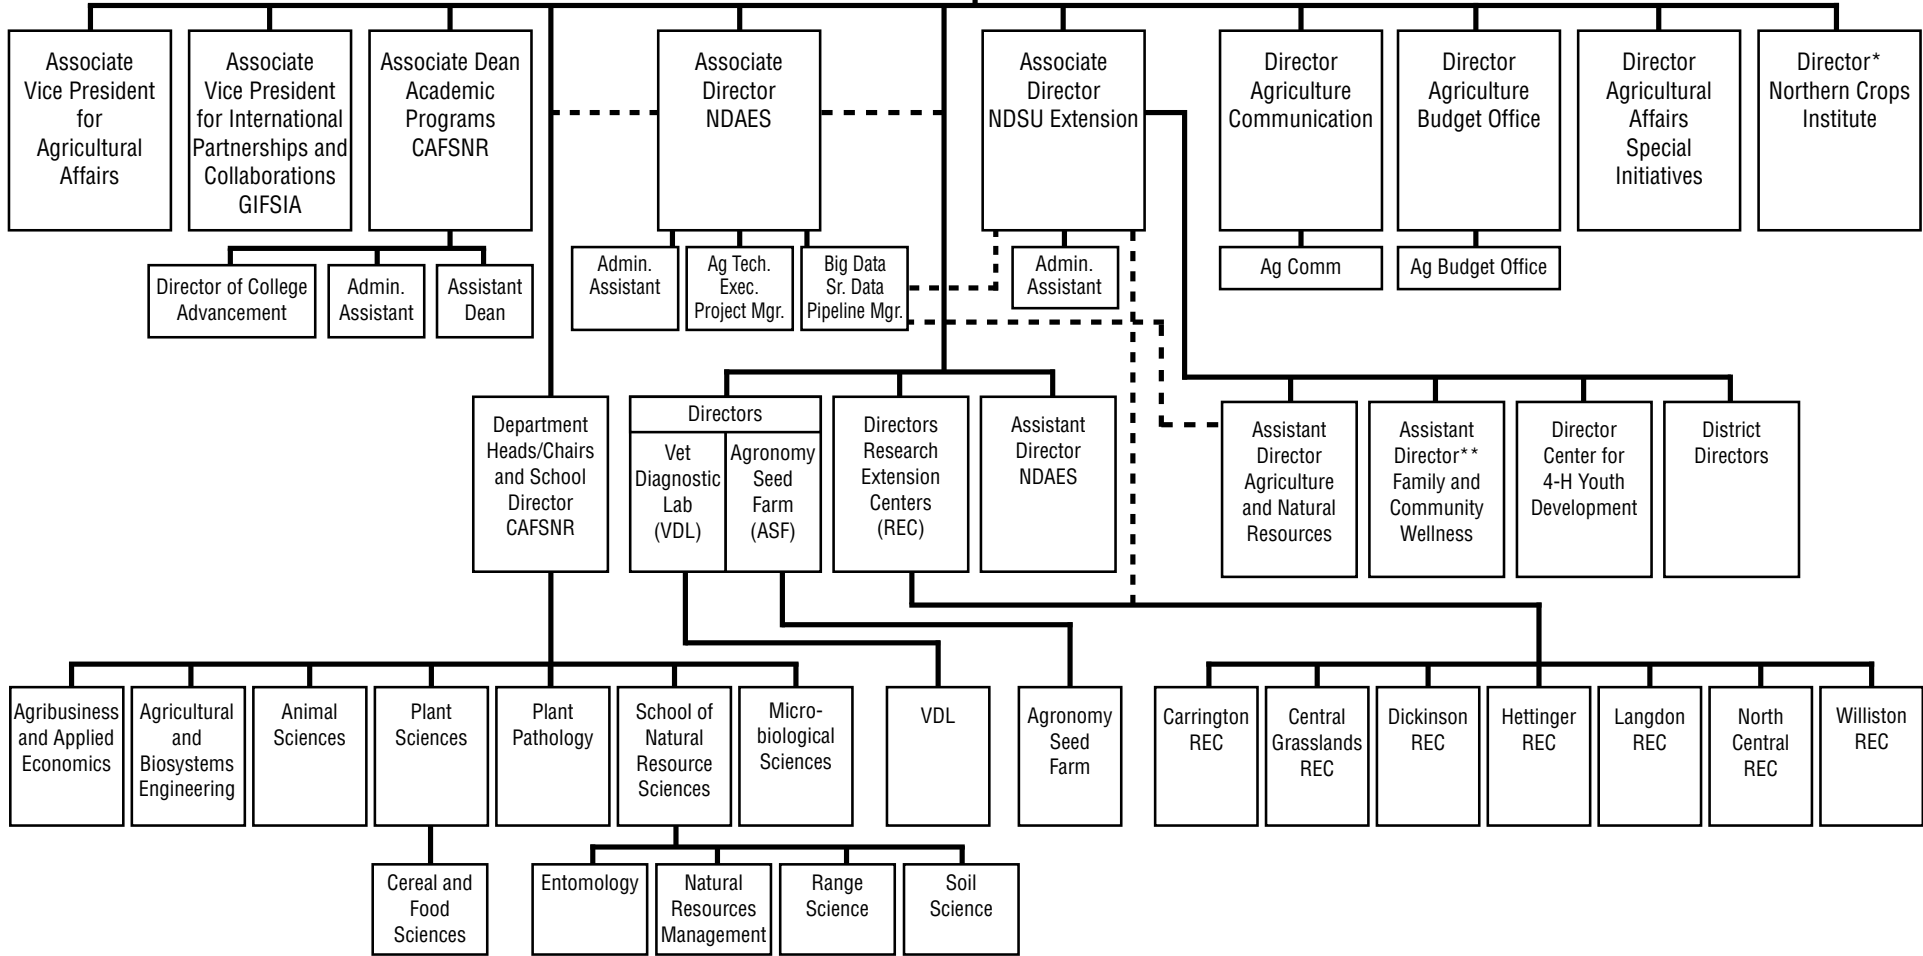 Associate
Vice President
for
Agricultural
Affairs
Associate
Vice President
for International
Partnerships and
Collaborations
GIFSIA
Associate Dean
Academic
Programs
CAFSNR
Associate
Director
NDAES
Associate
Director
NDSU Extension
Director
Agriculture
Communication
Director
Agriculture
Budget Office
Director
Agricultural
Affairs
Special
Initiatives
Director*
Northern Crops
Institute
Director of College
Advancement
Admin.
Assistant
Assistant
Dean
Admin.
Assistant
Ag Tech.
Exec.
Project Mgr.
Big Data
Sr. Data
Pipeline Mgr.
Admin.
Assistant
Ag Comm
Ag Budget Office
Department
Heads/Chairs
and School
Director
CAFSNR
Directors
Vet
Diagnostic
Lab
(VDL)
Agronomy
Seed
Farm
(ASF)
Directors
Research
Extension
Centers
(REC)
Assistant
Director
NDAES
Assistant
Director
Agriculture
and Natural
Resources
Assistant
Director**
Family and
Community
Wellness
Director
Center for
4-H Youth
Development
District
Directors
Agribusiness
and Applied
Economics
Agricultural
and
Biosystems
Engineering
Animal
Sciences
Plant
Sciences
Plant
Pathology
School of
Natural
Resource
Sciences
Micro-
biological
Sciences
VDL
Agronomy
Seed
Farm
Carrington
REC
Central
Grasslands
REC
Dickinson
REC
Hettinger
REC
Langdon
REC
North
Central
REC
Williston
REC
Cereal and
Food
Sciences
Entomology
Natural
Resources
Management
Range
Science
Soil
Science